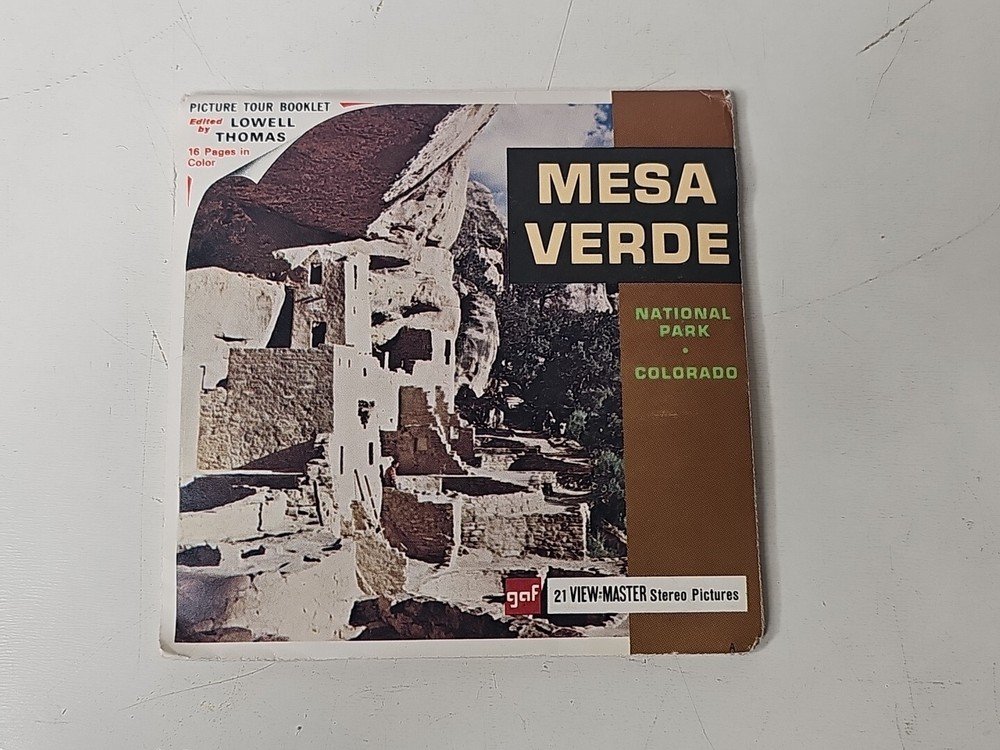 PICTURE TOUR BOOKLET
Edited by LOWELL THOMAS
16 Pages in
Color
MESA
VERDE
NATIONAL
PARK
•
COLORADO
gaf
21 VIEW=MASTER Stereo Pictures
A